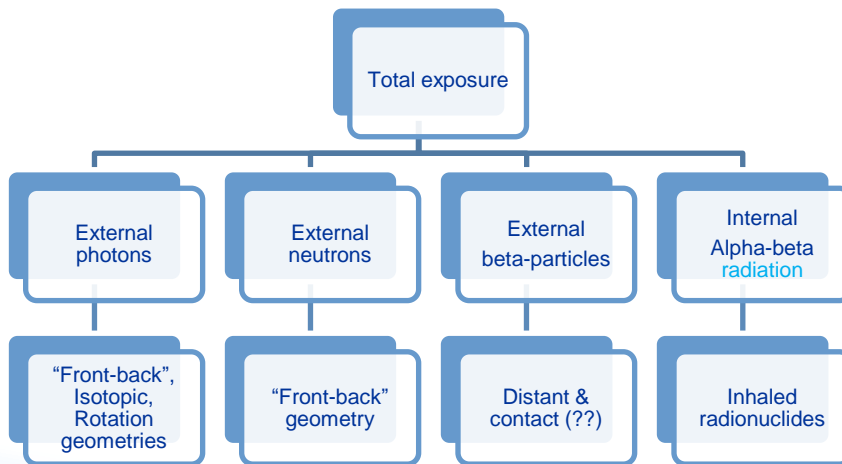 Total exposure
External
photons
External
neutrons
External
beta-particles
Internal
Alpha-beta
radiation
“Front-back”,
Isotopic,
Rotation
geometries
“Front-back”
geometry
Distant &
contact (??)
Inhaled
radionuclides